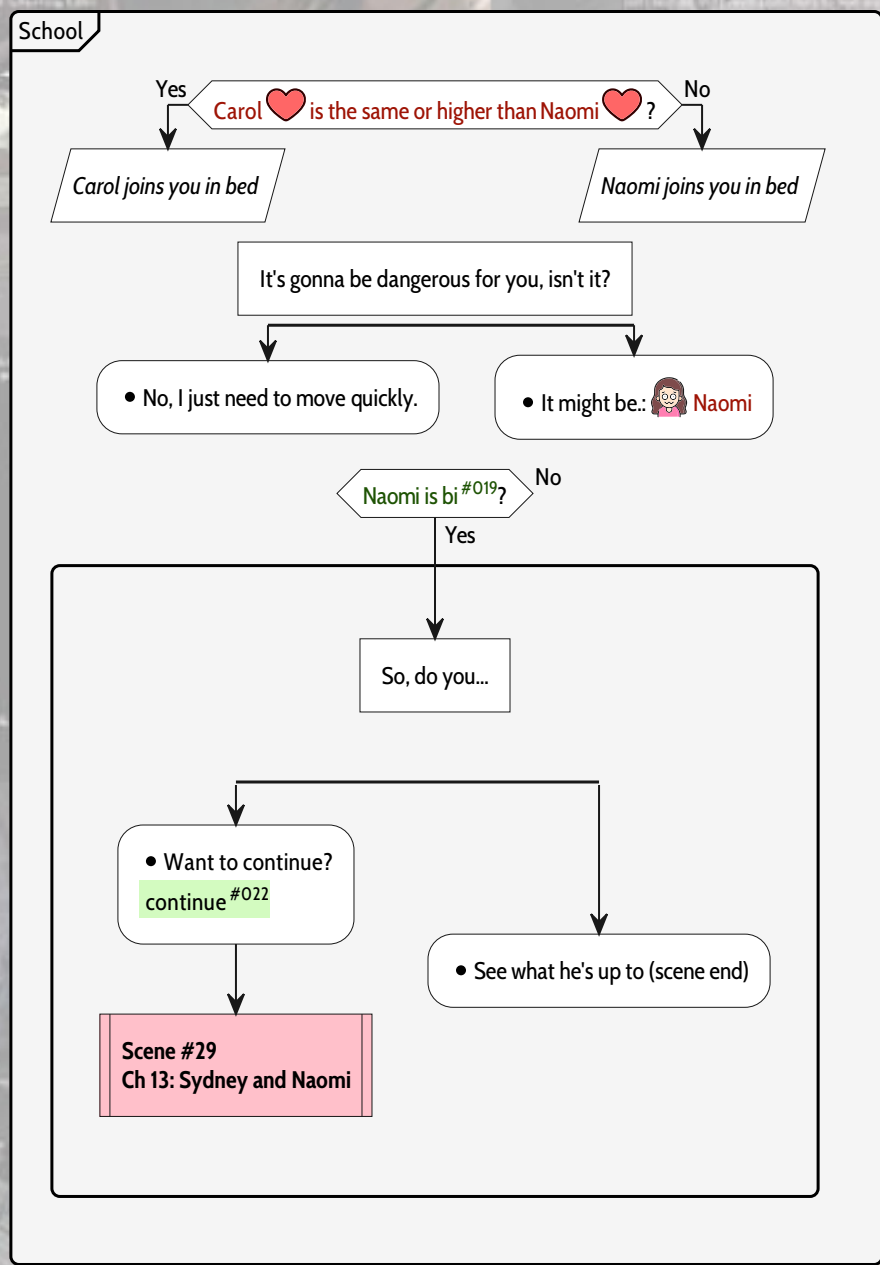 School
Yes
No
Carol is the same or higher than Naomi ?
Carol joins you in bed
Naomi joins you in bed
It's gonna be dangerous for you, isn't it?
• No, I just need to move quickly.
• It might be.: Naomi
Naomi is bi #019?
No
Yes
So, do you...
• Want to continue?
continue #022
• See what he's up to (scene end)
Scene #29
Ch 13: Sydney and Naomi